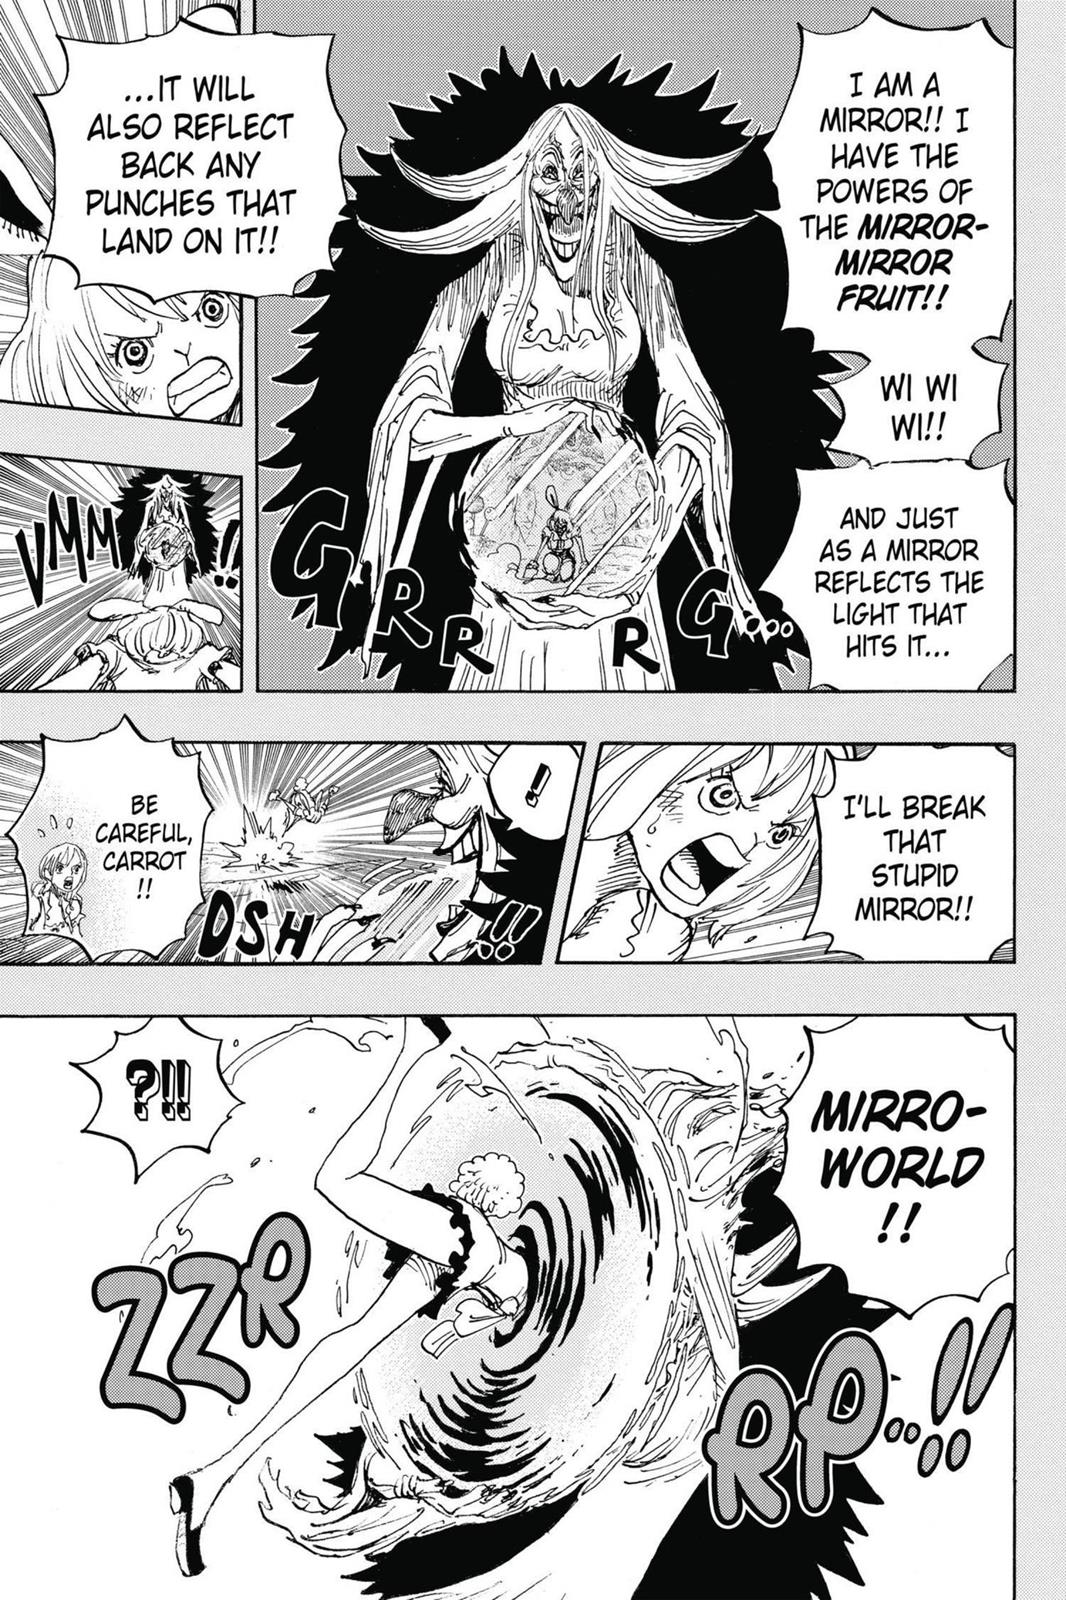 I AM A
MIRROR!! I
HAVE THE
POWERS OF
THE MIRROR-
MIRROR
FRUIT!!
WI WI
WI!!
AND JUST
AS A MIRROR
REFLECTS THE
LIGHT THAT
HITS IT...
GRRRG...
...IT WILL
ALSO REFLECT
BACK ANY
PUNCHES THAT
LAND ON IT!!
VMM!!
I'LL BREAK
THAT
STUPID
MIRROR!!
!
DSH!!
BE
CAREFUL,
CARROT
!!
MIRRO-
WORLD
!!
?!!
ZZR
RP...!!